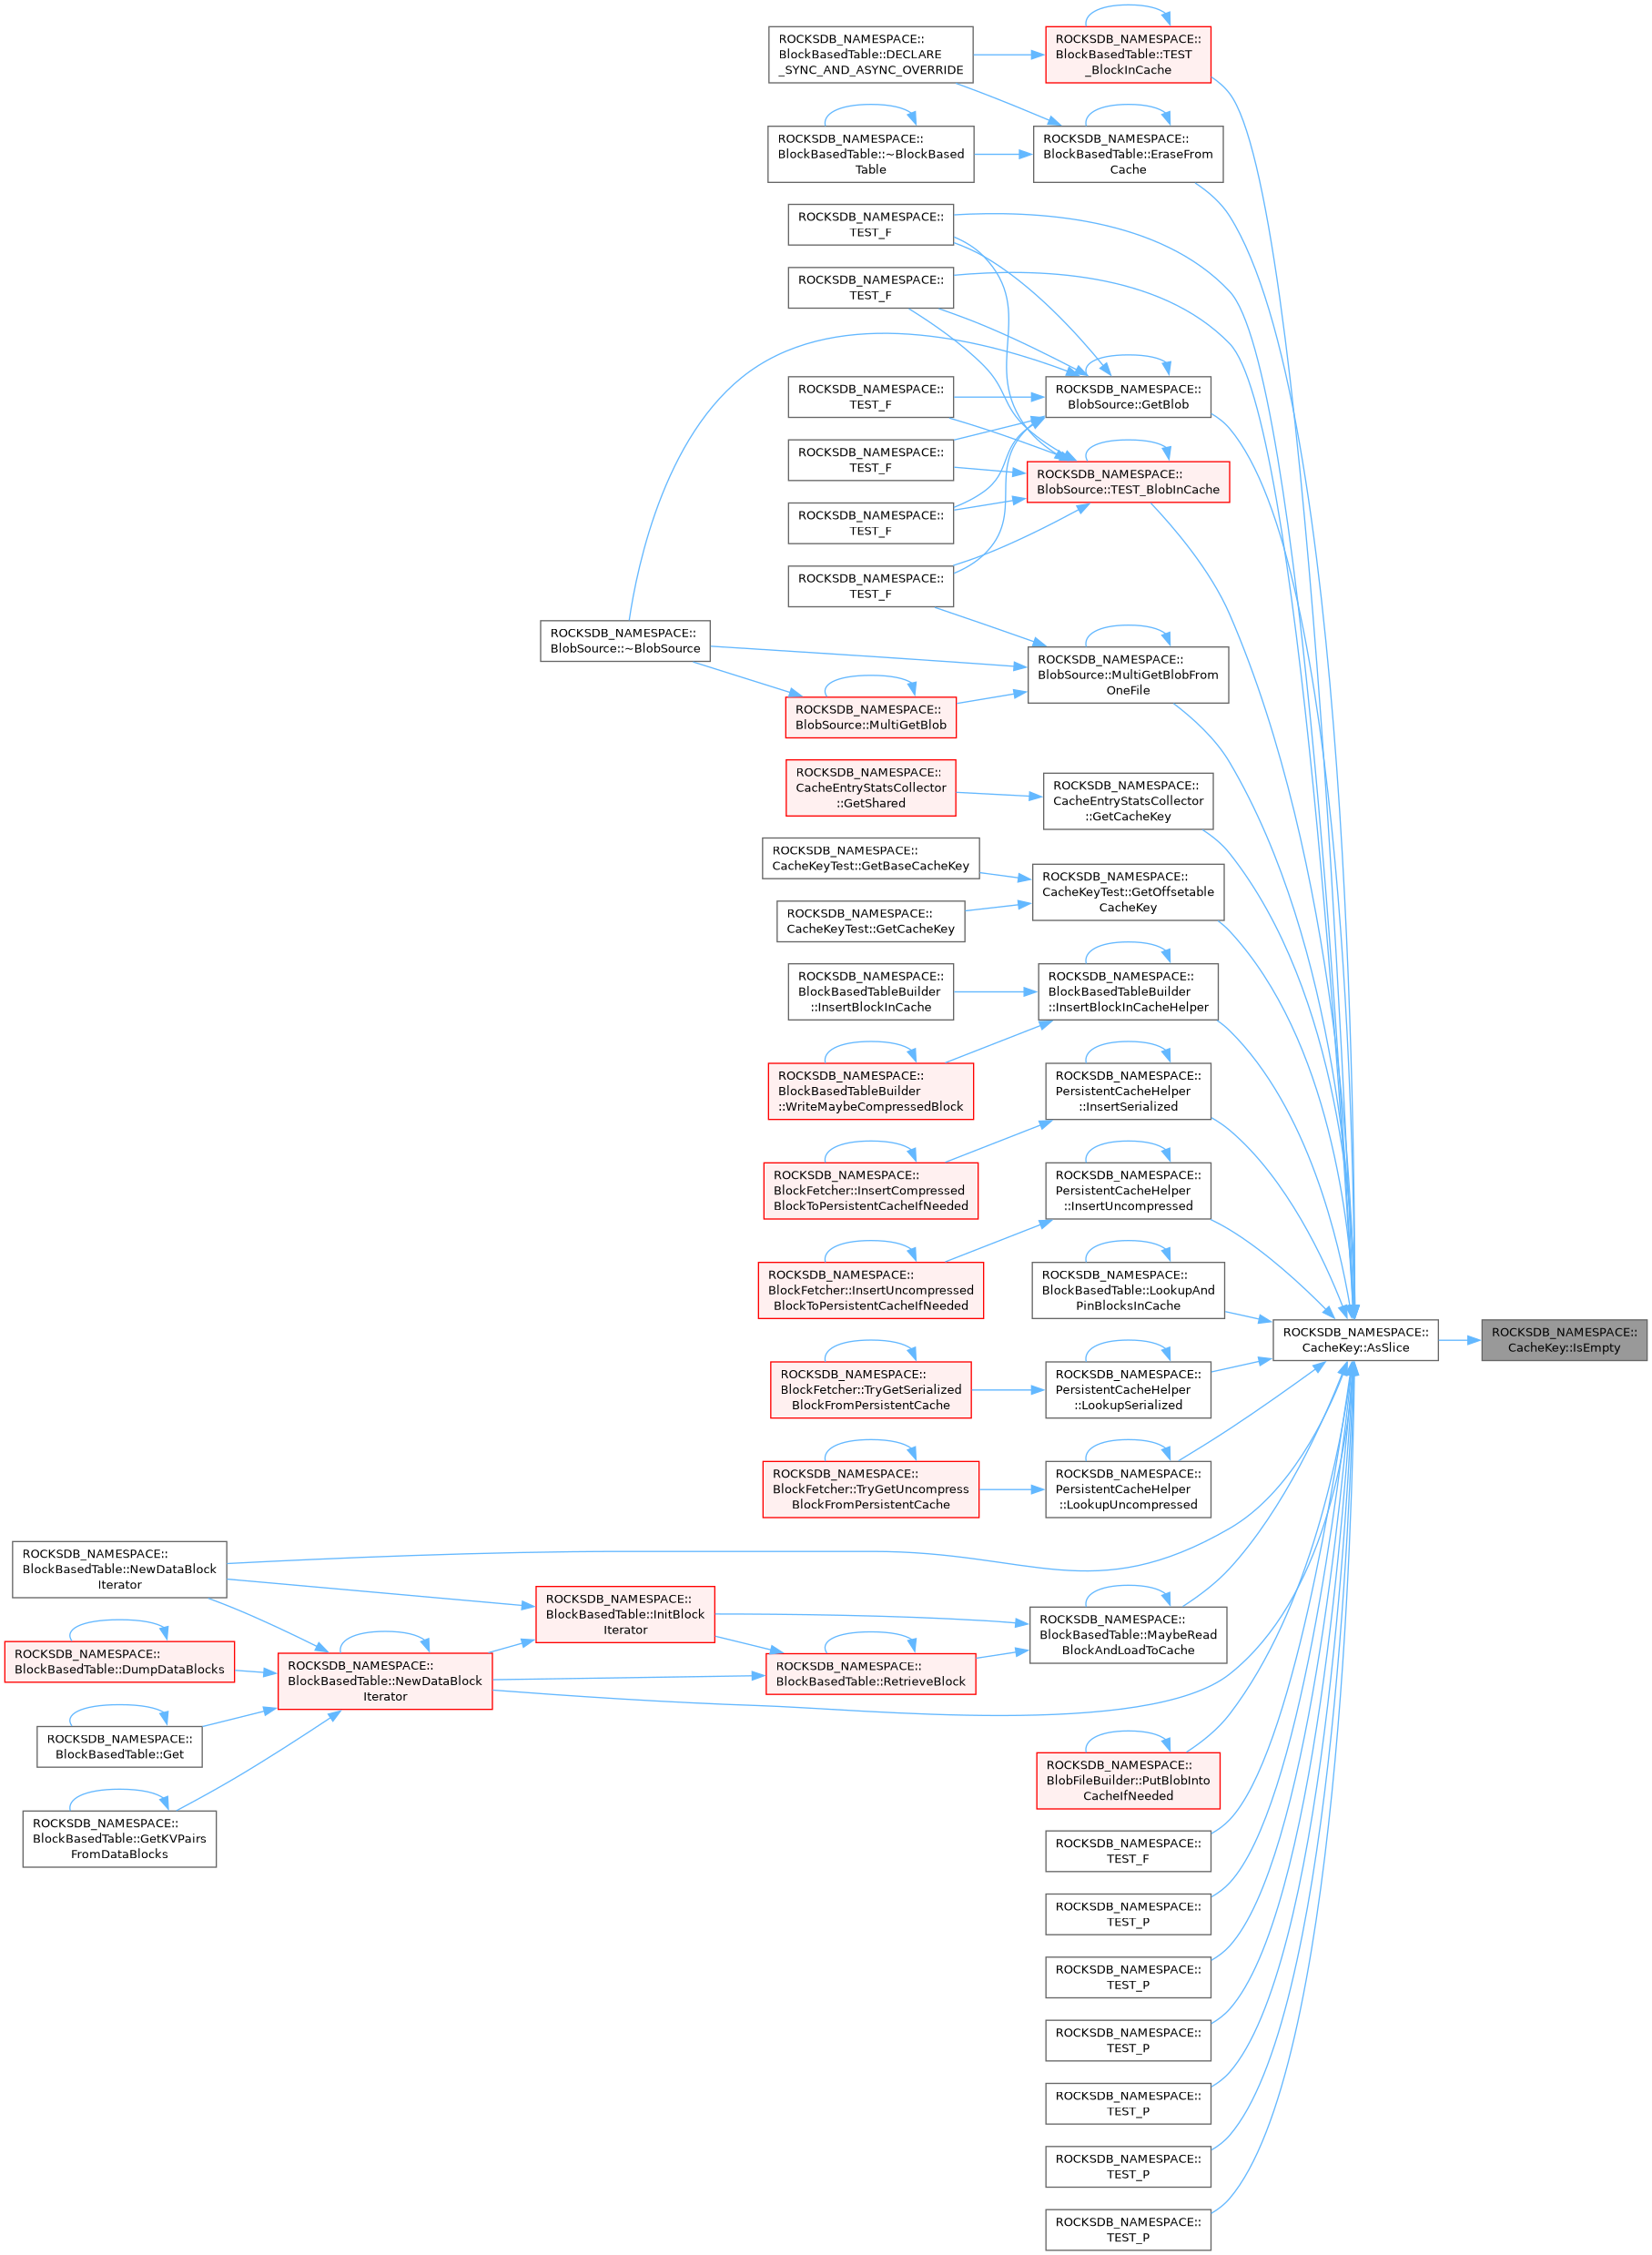 ROCKSDB_NAMESPACE::
BlockBasedTable::DECLARE
_SYNC_AND_ASYNC_OVERRIDE
ROCKSDB_NAMESPACE::
BlockBasedTable::TEST
_BlockInCache
ROCKSDB_NAMESPACE::
BlockBasedTable::~BlockBased
Table
ROCKSDB_NAMESPACE::
BlockBasedTable::EraseFrom
Cache
ROCKSDB_NAMESPACE::
TEST_F
ROCKSDB_NAMESPACE::
TEST_F
ROCKSDB_NAMESPACE::
TEST_F
ROCKSDB_NAMESPACE::
BlobSource::GetBlob
ROCKSDB_NAMESPACE::
TEST_F
ROCKSDB_NAMESPACE::
BlobSource::TEST_BlobInCache
ROCKSDB_NAMESPACE::
TEST_F
ROCKSDB_NAMESPACE::
TEST_F
ROCKSDB_NAMESPACE::
BlobSource::~BlobSource
ROCKSDB_NAMESPACE::
BlobSource::MultiGetBlobFrom
OneFile
ROCKSDB_NAMESPACE::
BlobSource::MultiGetBlob
ROCKSDB_NAMESPACE::
CacheEntryStatsCollector
::GetShared
ROCKSDB_NAMESPACE::
CacheEntryStatsCollector
::GetCacheKey
ROCKSDB_NAMESPACE::
CacheKeyTest::GetBaseCacheKey
ROCKSDB_NAMESPACE::
CacheKeyTest::GetOffsetable
CacheKey
ROCKSDB_NAMESPACE::
CacheKeyTest::GetCacheKey
ROCKSDB_NAMESPACE::
BlockBasedTableBuilder
::InsertBlockInCache
ROCKSDB_NAMESPACE::
BlockBasedTableBuilder
::InsertBlockInCacheHelper
ROCKSDB_NAMESPACE::
BlockBasedTableBuilder
::WriteMaybeCompressedBlock
ROCKSDB_NAMESPACE::
PersistentCacheHelper
::InsertSerialized
ROCKSDB_NAMESPACE::
BlockFetcher::InsertCompressed
BlockToPersistentCacheIfNeeded
ROCKSDB_NAMESPACE::
PersistentCacheHelper
::InsertUncompressed
ROCKSDB_NAMESPACE::
BlockFetcher::InsertUncompressed
BlockToPersistentCacheIfNeeded
ROCKSDB_NAMESPACE::
BlockBasedTable::LookupAnd
PinBlocksInCache
ROCKSDB_NAMESPACE::
CacheKey::AsSlice
ROCKSDB_NAMESPACE::
CacheKey::IsEmpty
ROCKSDB_NAMESPACE::
BlockFetcher::TryGetSerialized
BlockFromPersistentCache
ROCKSDB_NAMESPACE::
PersistentCacheHelper
::LookupSerialized
ROCKSDB_NAMESPACE::
BlockFetcher::TryGetUncompress
BlockFromPersistentCache
ROCKSDB_NAMESPACE::
PersistentCacheHelper
::LookupUncompressed
ROCKSDB_NAMESPACE::
BlockBasedTable::NewDataBlock
Iterator
ROCKSDB_NAMESPACE::
BlockBasedTable::InitBlock
Iterator
ROCKSDB_NAMESPACE::
BlockBasedTable::MaybeRead
BlockAndLoadToCache
ROCKSDB_NAMESPACE::
BlockBasedTable::DumpDataBlocks
ROCKSDB_NAMESPACE::
BlockBasedTable::NewDataBlock
Iterator
ROCKSDB_NAMESPACE::
BlockBasedTable::RetrieveBlock
ROCKSDB_NAMESPACE::
BlockBasedTable::Get
ROCKSDB_NAMESPACE::
BlobFileBuilder::PutBlobInto
CacheIfNeeded
ROCKSDB_NAMESPACE::
BlockBasedTable::GetKVPairs
FromDataBlocks
ROCKSDB_NAMESPACE::
TEST_F
ROCKSDB_NAMESPACE::
TEST_P
ROCKSDB_NAMESPACE::
TEST_P
ROCKSDB_NAMESPACE::
TEST_P
ROCKSDB_NAMESPACE::
TEST_P
ROCKSDB_NAMESPACE::
TEST_P
ROCKSDB_NAMESPACE::
TEST_P